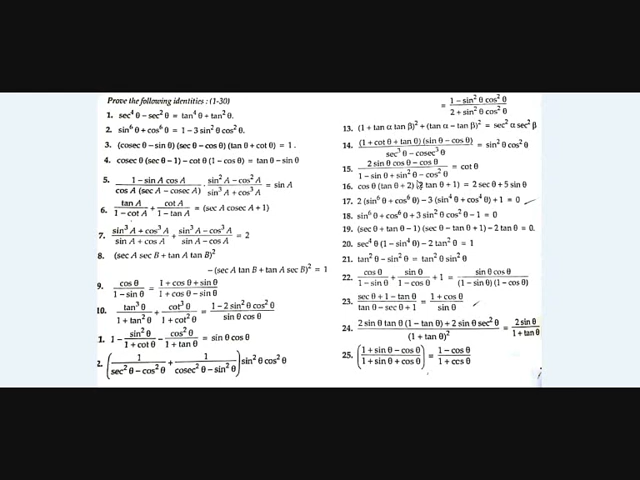 Prove the following identities : (1-30)
1. sec⁴ θ – sec² θ = tan⁴ θ + tan² θ.
2. sin⁶ θ + cos⁶ θ = 1 – 3 sin² θ cos² θ.
3. (cosec θ – sin θ) (sec θ – cos θ) (tan θ + cot θ) = 1 .
4. cosec θ (sec θ – 1) – cot θ (1 – cos θ) = tan θ – sin θ
5. (1 – sin A cos A)/(cos A (sec A – cosec A)) · (sin² A – cos² A)/(sin³ A + cos³ A) = sin A
6. tan A/(1 – cot A) + cot A/(1 – tan A) = (sec A cosec A + 1)
7. (sin³ A + cos³ A)/(sin A + cos A) + (sin³ A – cos³ A)/(sin A – cos A) = 2
8. (sec A sec B + tan A tan B)²
– (sec A tan B + tan A sec B)² = 1
9. cos θ/(1 – sin θ) = (1 + cos θ + sin θ)/(1 + cos θ – sin θ)
10. tan³ θ/(1 + tan² θ) + cot³ θ/(1 + cot² θ) = (1 – 2 sin² θ cos² θ)/(sin θ cos θ)
1. 1 – sin² θ/(1 + cot θ) – cos² θ/(1 + tan θ) = sin θ cos θ
2. (1/(sec² θ – cos² θ) + 1/(cosec² θ – sin² θ)) sin² θ cos² θ
= (1 – sin² θ cos² θ)/(2 + sin² θ cos² θ)
13. (1 + tan α tan β)² + (tan α – tan β)² = sec² α sec² β
14. (1 + cot θ + tan θ) (sin θ – cos θ)/(sec³ θ – cosec³ θ) = sin² θ cos² θ
15. (2 sin θ cos θ – cos θ)/(1 – sin θ + sin² θ – cos² θ) = cot θ
16. cos θ (tan θ + 2) (2 tan θ + 1) = 2 sec θ + 5 sin θ
17. 2 (sin⁶ θ + cos⁶ θ) – 3 (sin⁴ θ + cos⁴ θ) + 1 = 0
18. sin⁶ θ + cos⁶ θ + 3 sin² θ cos² θ – 1 = 0
19. (sec θ + tan θ – 1) (sec θ – tan θ + 1) – 2 tan θ = 0.
20. sec⁴ θ (1 – sin⁴ θ) – 2 tan² θ = 1
21. tan² θ – sin² θ = tan² θ sin² θ
22. cos θ/(1 – sin θ) + sin θ/(1 – cos θ) + 1 = sin θ cos θ/((1 – sin θ) (1 – cos θ))
23. (sec θ + 1 – tan θ)/(tan θ – sec θ + 1) = (1 + cos θ)/sin θ
24. (2 sin θ tan θ (1 – tan θ) + 2 sin θ sec² θ)/(1 + tan θ)² = 2 sin θ/(1 + tan θ
25. ((1 + sin θ – cos θ)/(1 + sin θ + cos θ)) = (1 – cos θ)/(1 + cos θ)